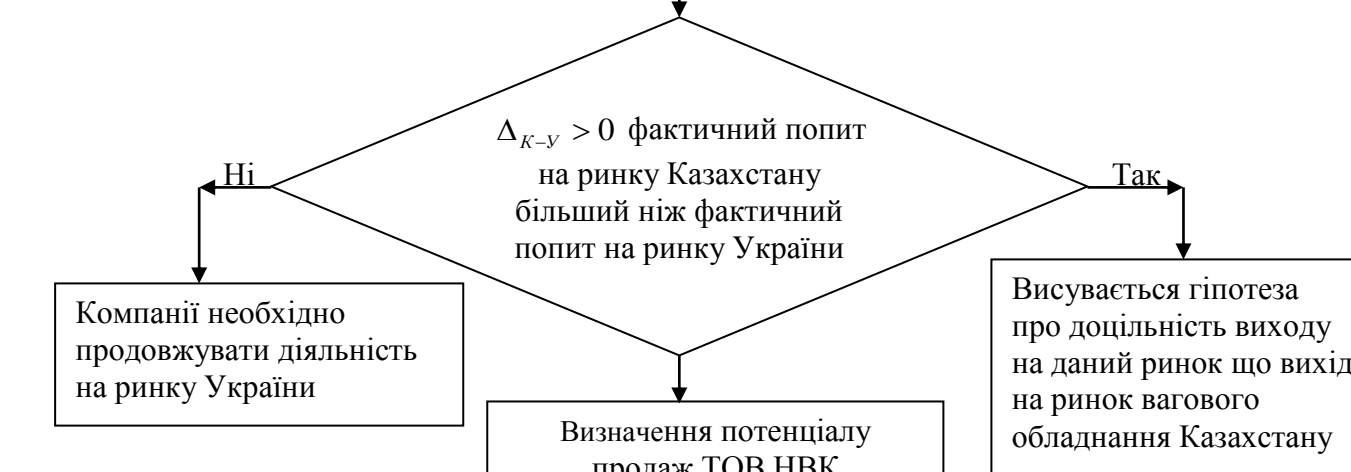 Δ К−У > 0 фактичний попит
на ринку Казахстану
більший ніж фактичний
попит на ринку України
Ні
Так
Компанії необхідно
продовжувати діяльність
на ринку України
Визначення потенціалу
продаж ТОВ НВК
Висувається гіпотеза
про доцільність виходу
на даний ринок що вихід
на ринок вагового
обладнання Казахстану